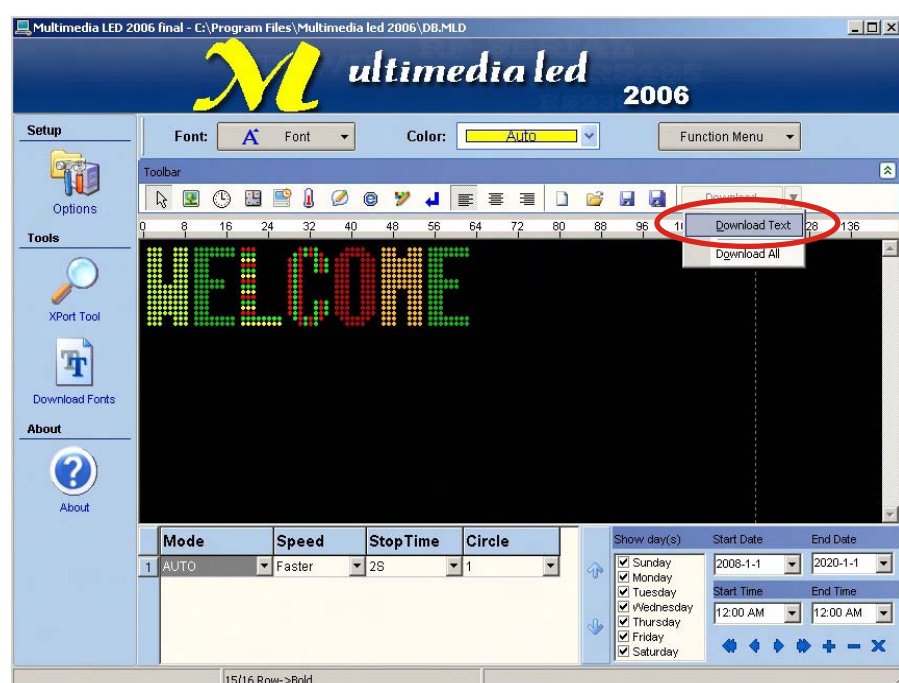 Multimedia LED 2006 final - C:\Program Files\Multimedia led 2006\DB.MLD
Multimedia led
2006
Setup
Options
Tools
XPort Tool
Download Fonts
About
About
Font: A Font Color: Auto Function Menu
Toolbar
Download
Download Text
Download All
0 8 16 24 32 40 48 56 64 72 80 88 96 136
WELCOME
Mode Speed StopTime Circle
1 AUTO Faster 2S 1
Show day(s)
Sunday
Monday
Tuesday
Wednesday
Thursday
Friday
Saturday
Start Date End Date
2008-1-1 2020-1-1
Start Time End Time
12:00 AM 12:00 AM
15(16 Row->Bold